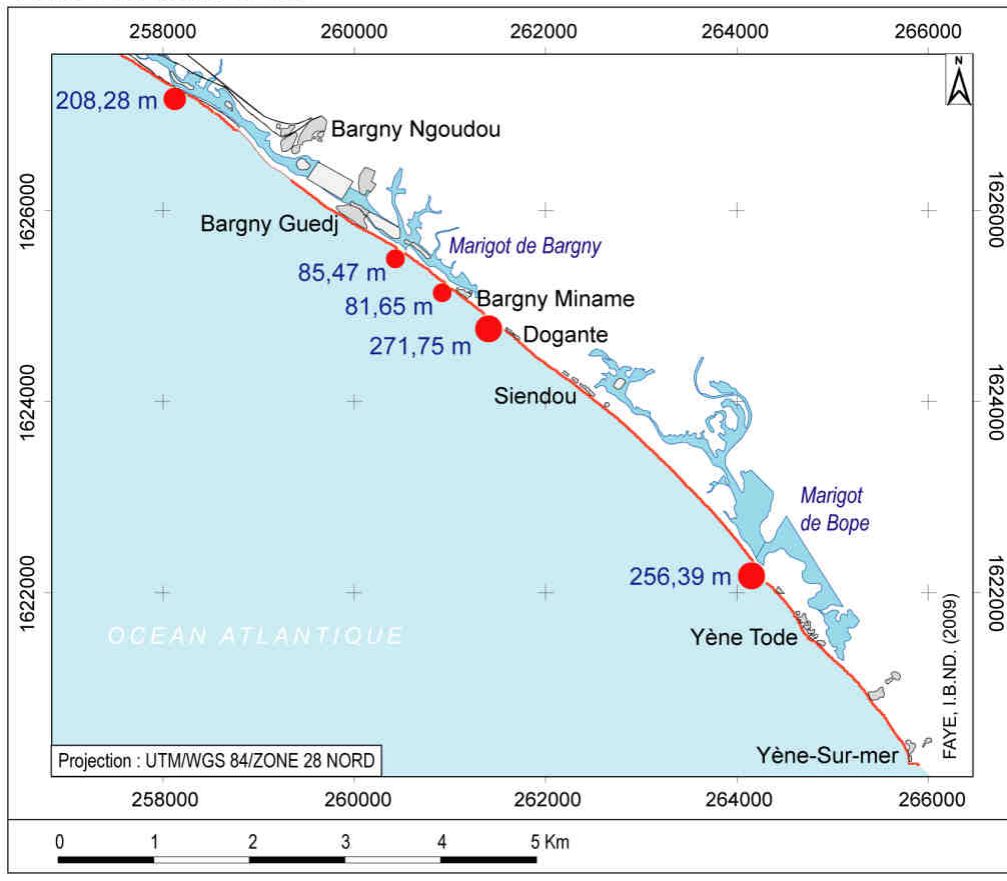 258000 260000 262000 264000 266000
N
208,28 m
Bargny Ngoudou
1626000
1626000
Bargny Guedj
Marigot de Bargny
85,47 m
81,65 m
Bargny Miname
271,75 m
Dogante
Siendou
1624000
1624000
Marigot
de Bope
256,39 m
1622000
1622000
OCEAN ATLANTIQUE
Yène Tode
FAYE, I.B.ND. (2009)
Yène-Sur-mer
Projection : UTM/WGS 84/ZONE 28 NORD
258000 260000 262000 264000 266000
0 1 2 3 4 5 Km